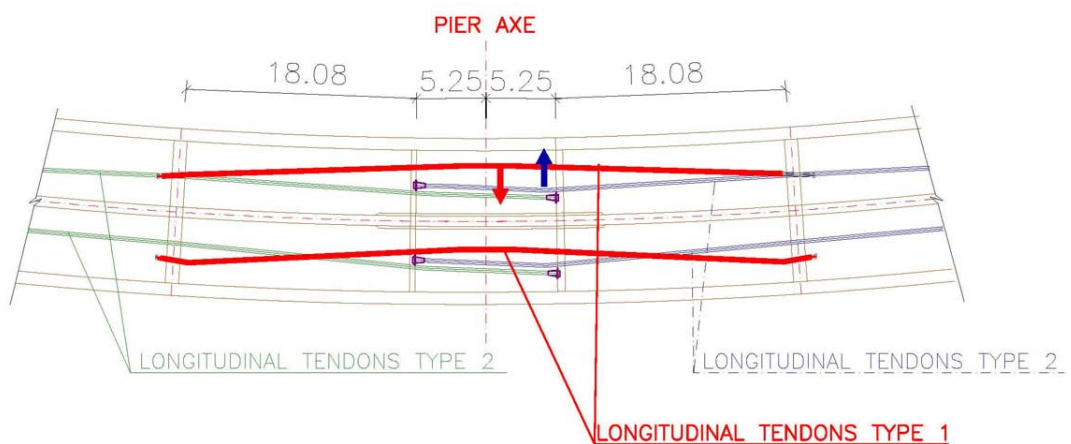 PIER AXE
18.08 5.25 5.25 18.08
LONGITUDINAL TENDONS TYPE 2
LONGITUDINAL TENDONS TYPE 2
LONGITUDINAL TENDONS TYPE 1